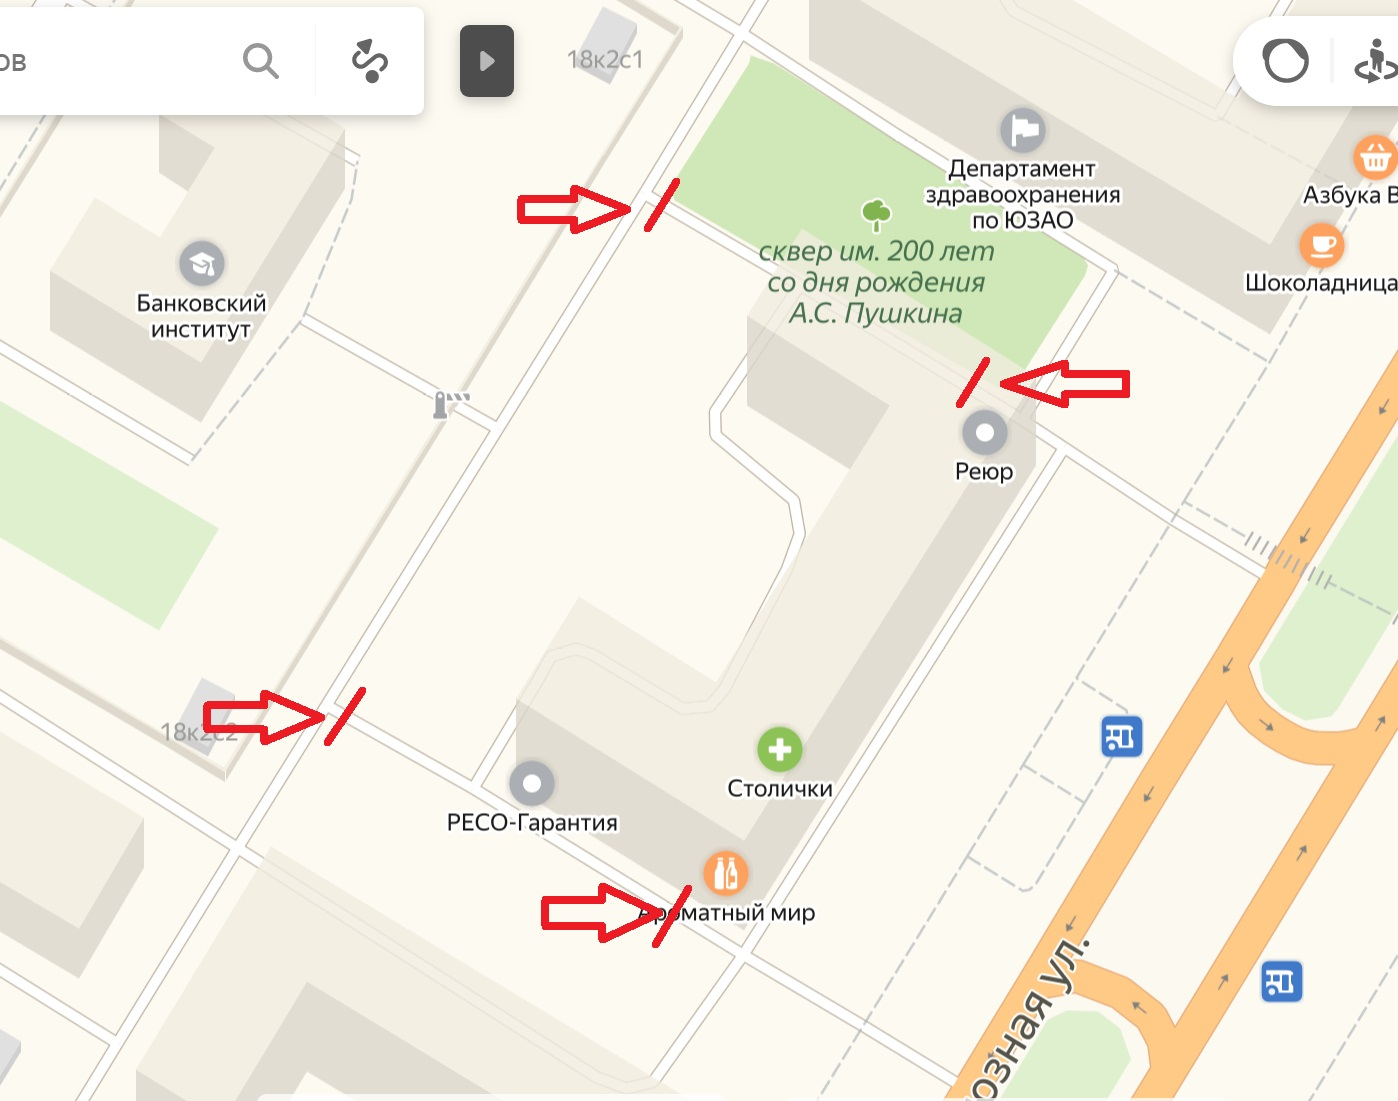 ов
18к2с1
Департамент
здравоохранения
по ЮЗАО
Азбука В
Шоколадница
сквер им. 200 лет
со дня рождения
А.С. Пушкина
Банковский
институт
Реюр
18к2с2
Столички
РЕСО-Гарантия
Ароматный мир
озная ул.